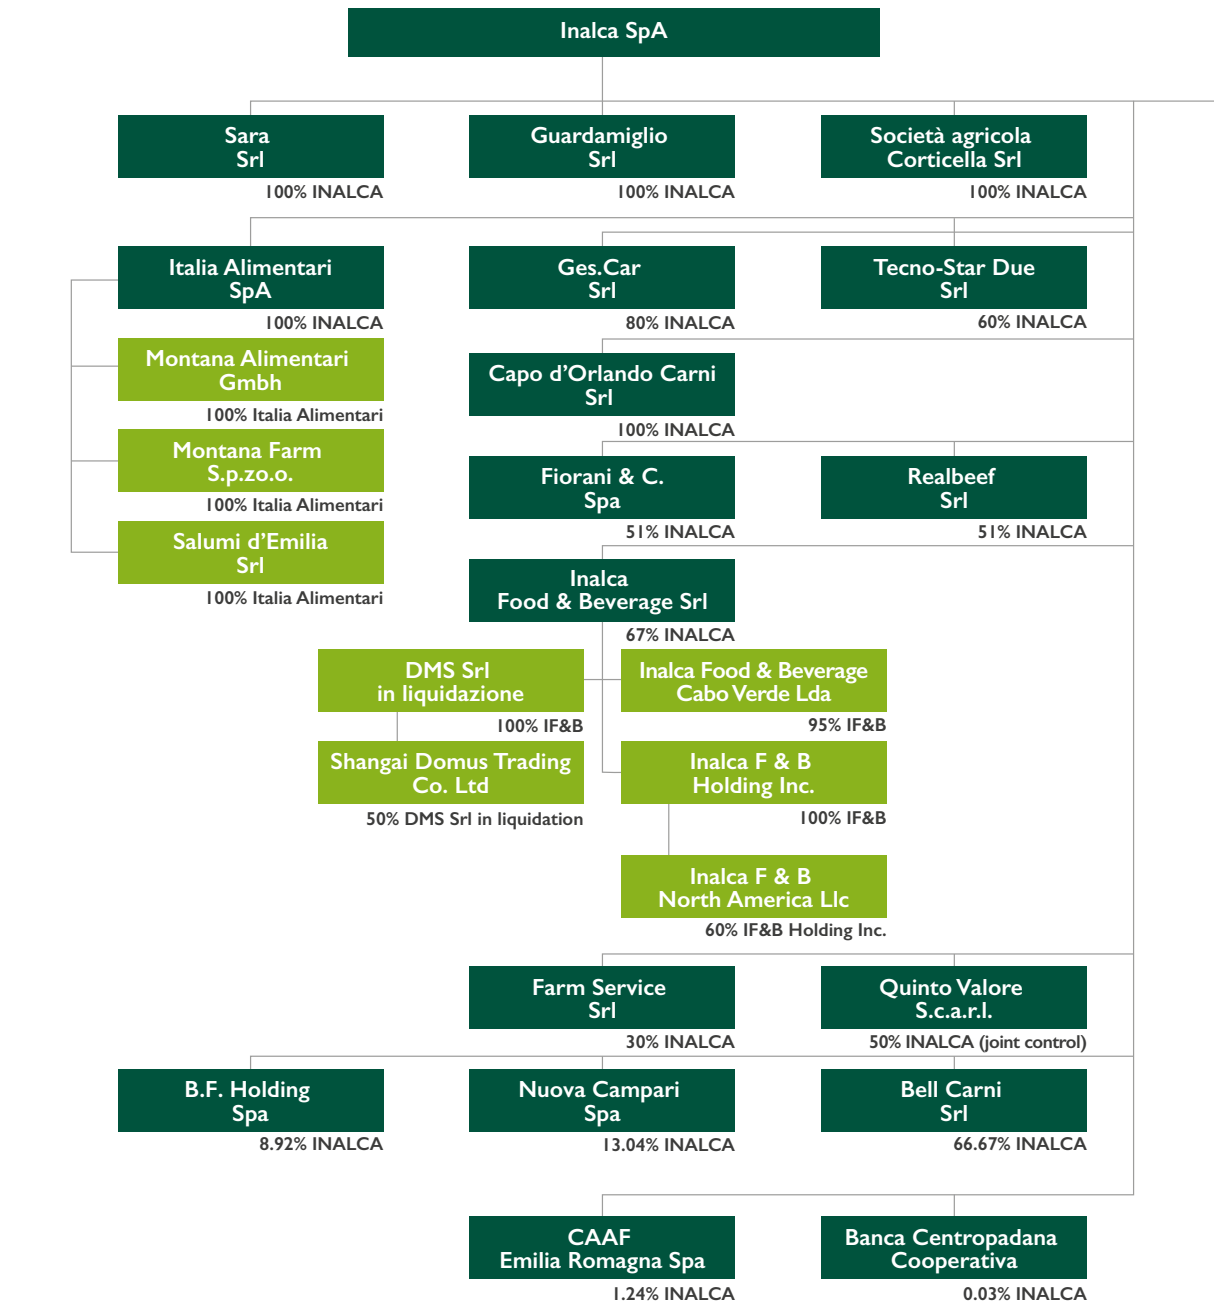 Inalca SpA
Sara
Srl
100% INALCA
Guardamiglio
Srl
100% INALCA
Società agricola
Corticella Srl
100% INALCA
Italia Alimentari
SpA
100% INALCA
Ges.Car
Srl
80% INALCA
Tecno-Star Due
Srl
60% INALCA
Montana Alimentari
Gmbh
100% Italia Alimentari
Montana Farm
S.p.zo.o.
100% Italia Alimentari
Salumi d’Emilia
Srl
100% Italia Alimentari
Capo d’Orlando Carni
Srl
100% INALCA
Fiorani & C.
Spa
51% INALCA
Realbeef
Srl
51% INALCA
Inalca
Food & Beverage Srl
67% INALCA
DMS Srl
in liquidazione
100% IF&B
Inalca Food & Beverage
Cabo Verde Lda
95% IF&B
Shangai Domus Trading
Co. Ltd
50% DMS Srl in liquidation
Inalca F & B
Holding Inc.
100% IF&B
Inalca F & B
North America Llc
60% IF&B Holding Inc.
Farm Service
Srl
30% INALCA
Quinto Valore
S.c.a.r.l.
50% INALCA (joint control)
B.F. Holding
Spa
8.92% INALCA
Nuova Campari
Spa
13.04% INALCA
Bell Carni
Srl
66.67% INALCA
CAAF
Emilia Romagna Spa
1.24% INALCA
Banca Centropadana
Cooperativa
0.03% INALCA